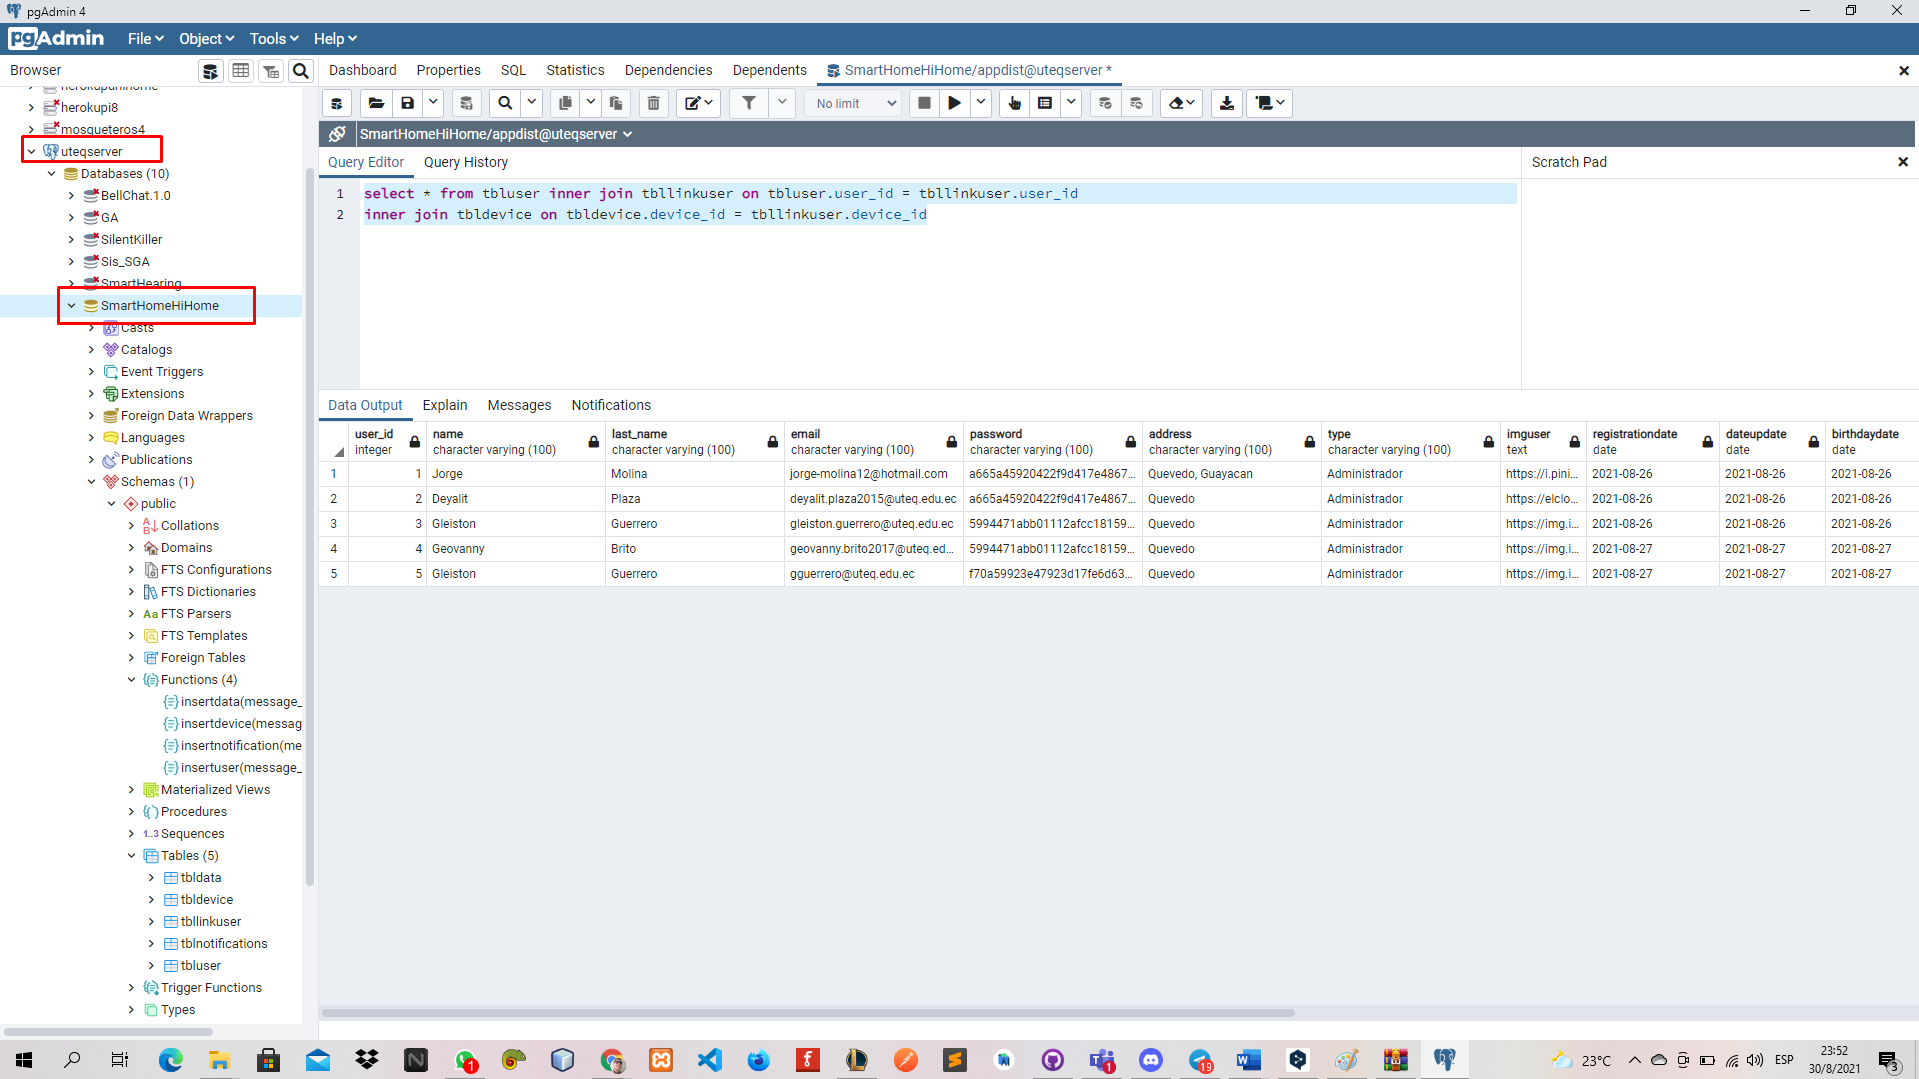 pgAdmin 4
pgAdmin File Object Tools Help
Browser
Dashboard Properties SQL Statistics Dependencies Dependents SmartHomeHiHome/appdist@uteqserver *
No limit
SmartHomeHiHome/appdist@uteqserver
Query Editor Query History
Scratch Pad
1 select * from tbluser inner join tbllinkuser on tbluser.user_id = tbllinkuser.user_id
2 inner join tbldevice on tbldevice.device_id = tbllinkuser.device_id
herokupi8
mosqueteros4
uteqserver
Databases (10)
BellChat.1.0
GA
SilentKiller
Sis_SGA
SmartHearing
SmartHomeHiHome
Casts
Catalogs
Event Triggers
Extensions
Foreign Data Wrappers
Languages
Publications
Schemas (1)
public
Collations
Domains
FTS Configurations
FTS Dictionaries
Aa FTS Parsers
FTS Templates
Foreign Tables
Functions (4)
insertdata(message_
insertdevice(messag
insertnotification(me
insertuser(message_
Materialized Views
Procedures
1..3 Sequences
Tables (5)
tbldata
tbldevice
tbllinkuser
tblnotifications
tbluser
Trigger Functions
Types
Data Output Explain Messages Notifications
user_id name last_name email password address type imguser registrationdate dateupdate birthdaydate
integer character varying (100) character varying (100) character varying (100) character varying (100) character varying (100) character varying (100) text date date date
1 1 Jorge Molina jorge-molina12@hotmail.com a665a45920422f9d417e4867... Quevedo, Guayacan Administrador https://i.pini... 2021-08-26 2021-08-26 2021-08-26
2 2 Deyalit Plaza deyalit.plaza2015@uteq.edu.ec a665a45920422f9d417e4867... Quevedo Administrador https://elclo... 2021-08-26 2021-08-26 2021-08-26
3 3 Gleiston Guerrero gleiston.guerrero@uteq.edu.ec 5994471abb01112afcc18159... Quevedo Administrador https://img.i... 2021-08-26 2021-08-26 2021-08-26
4 4 Geovanny Brito geovanny.brito2017@uteq.ed... 5994471abb01112afcc18159... Quevedo Administrador https://img.i... 2021-08-27 2021-08-27 2021-08-27
5 5 Gleiston Guerrero gguerrero@uteq.edu.ec f70a59923e47923d17fe6d63... Quevedo Administrador https://img.i... 2021-08-27 2021-08-27 2021-08-27
1 1 19 23°C ESP 23:52
30/8/2021 3